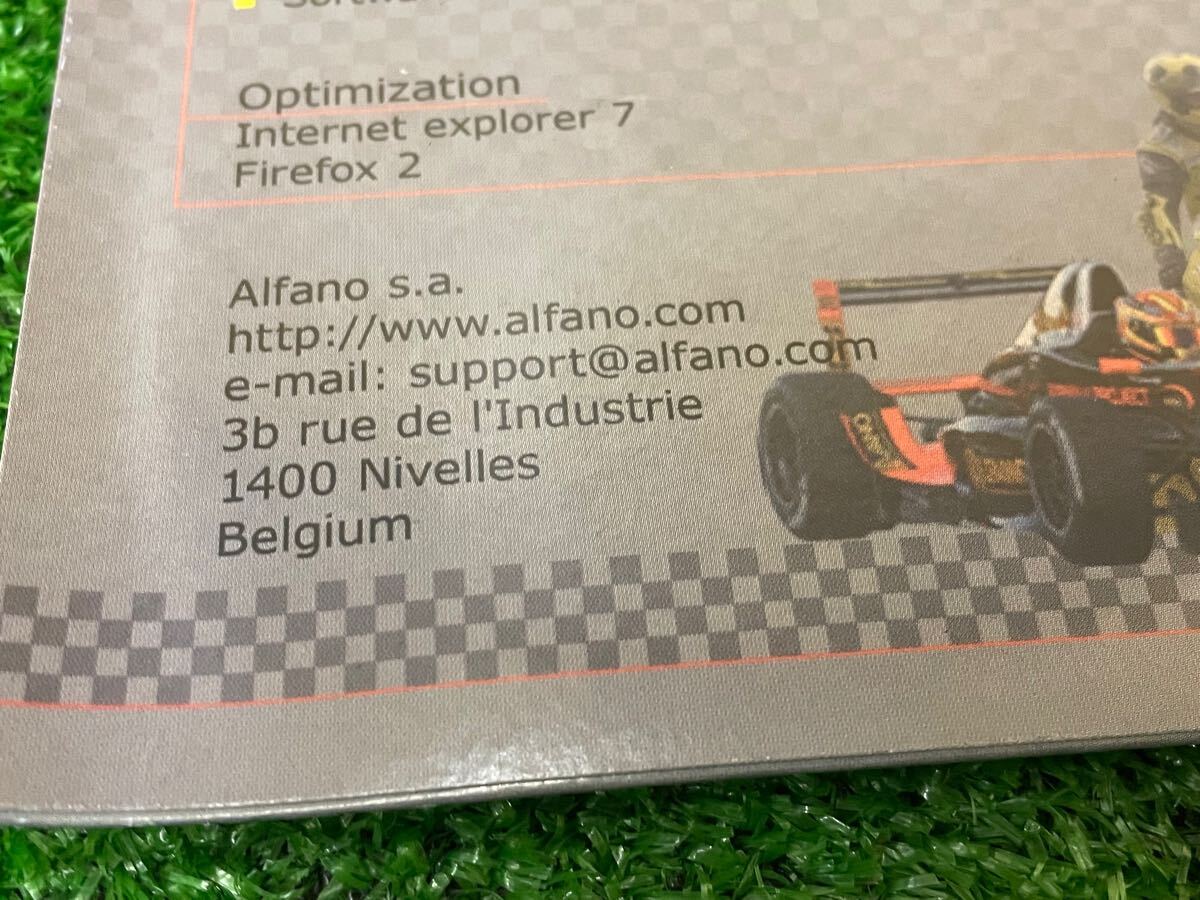 Optimization
Internet explorer 7
Firefox 2
Alfano s.a.
http://www.alfano.com
e-mail: support@alfano.com
3b rue de l'Industrie
1400 Nivelles
Belgium